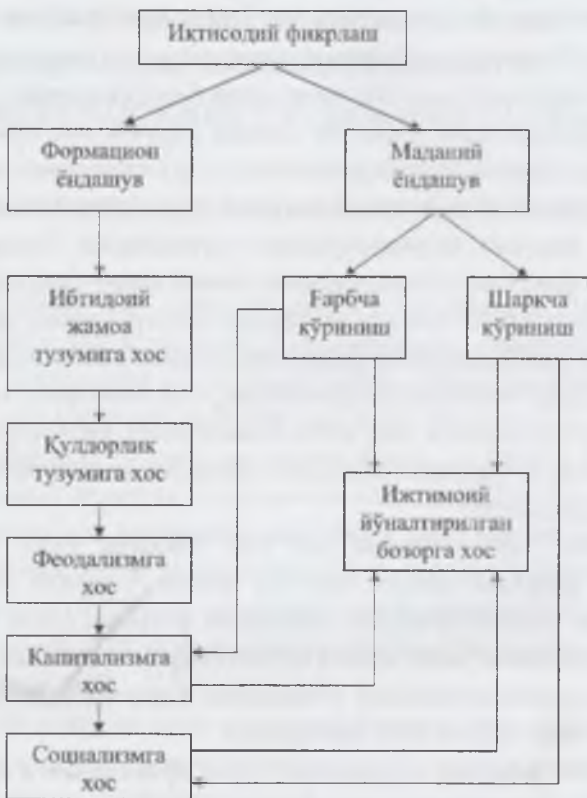 Иктисодий фикрлаш
Формацион
ёндашув
Маданий
ёндашув
Ибтидоий
жамоа
тузумига хос
Ғарбча
кўриниш
Шаркча
кўриниш
Қулдорлик
тузумига хос
Ижтимоий
йўналтирилган
бозорга хос
Феодализмга
хос
Капитализмга
хос
Социализмга
хос